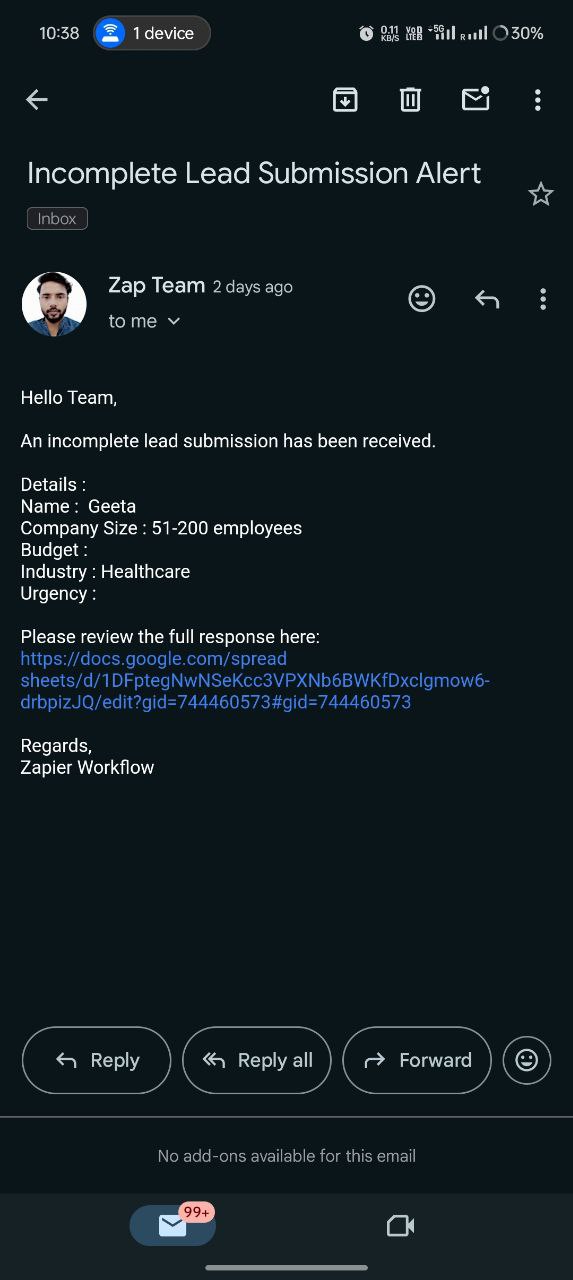 10:38
1 device
0.11
KB/S
VoD
LTEB
5G
R
30%
Incomplete Lead Submission Alert
Inbox
Zap Team 2 days ago
to me
Hello Team,
An incomplete lead submission has been received.
Details :
Name :  Geeta
Company Size : 51-200 employees
Budget :
Industry : Healthcare
Urgency :
Please review the full response here:
https://docs.google.com/spread
sheets/d/1DFptegNwNSeKcc3VPXNb6BWKfDxclgmow6-
drbpizJQ/edit?gid=744460573#gid=744460573
Regards,
Zapier Workflow
Reply
Reply all
Forward
No add-ons available for this email
99+